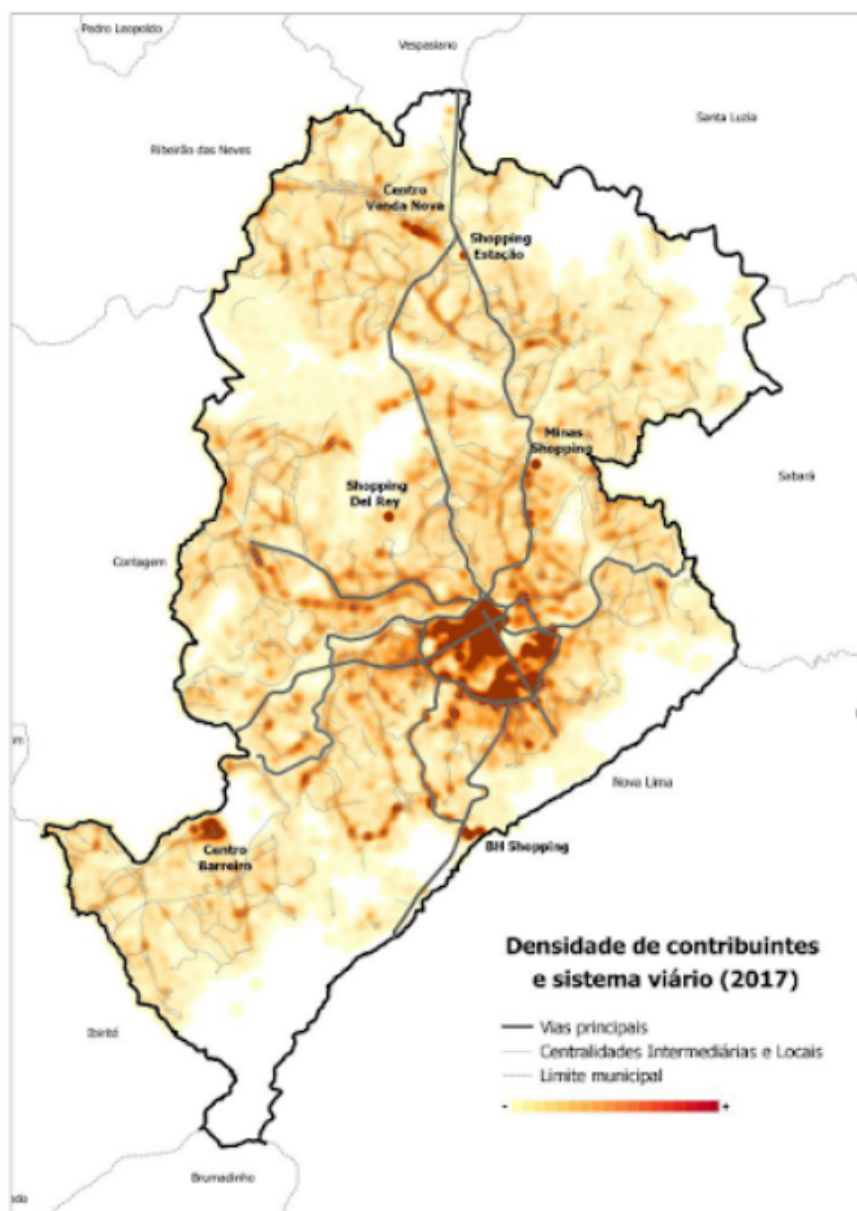 Pedro Leopoldo
Vespasiano
Santa Luzia
Ribeirão das Neves
Centro
Venda Nova
Shopping
Estação
Minas
Shopping
Sabará
Shopping
Del Rey
Contagem
Nova Lima
Centro
Barreiro
BH Shopping
Densidade de contribuintes
e sistema viário (2017)
Vias principais
Centralidades Intermediárias e Locais
Limite municipal
- +
Ibirité
Brumadinho